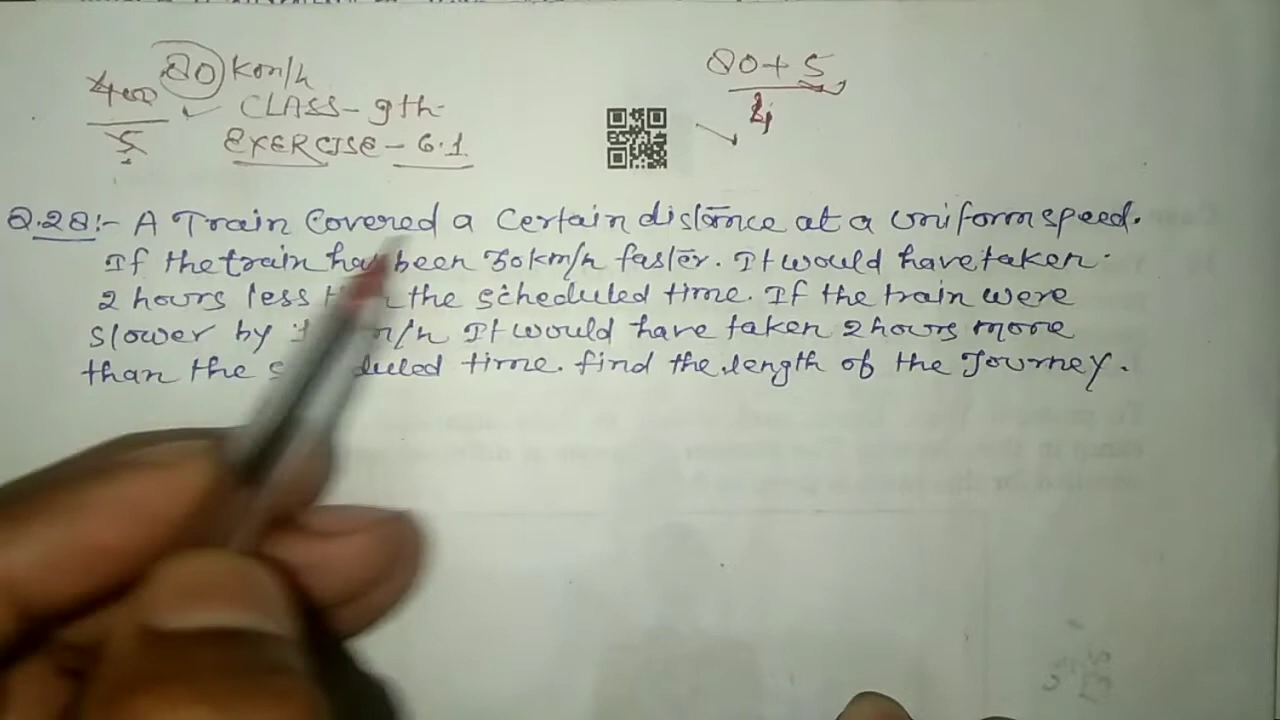 80 km/h
400
5
CLASS - 9th
EXERCISE - 6.1
80 + 5
Q.28:- A Train Covered a Certain distance at a Uniform speed.
If the train has been 30km/h faster. It would have taken
2 hours less the scheduled time. If the train were
slower by It would have taken 2 hours more
than the time. find the length of the Journey.